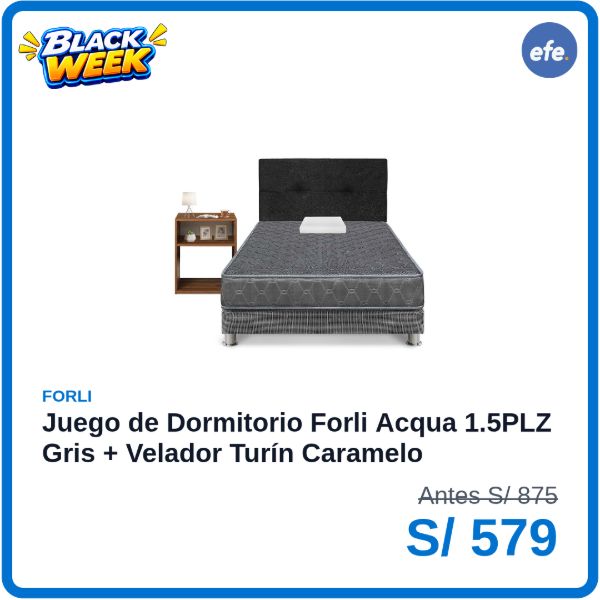 BLACK
WEEK
efe.
FORLI
Juego de Dormitorio Forli Acqua 1.5PLZ
Gris + Velador Turín Caramelo
Antes S/ 875
S/ 579